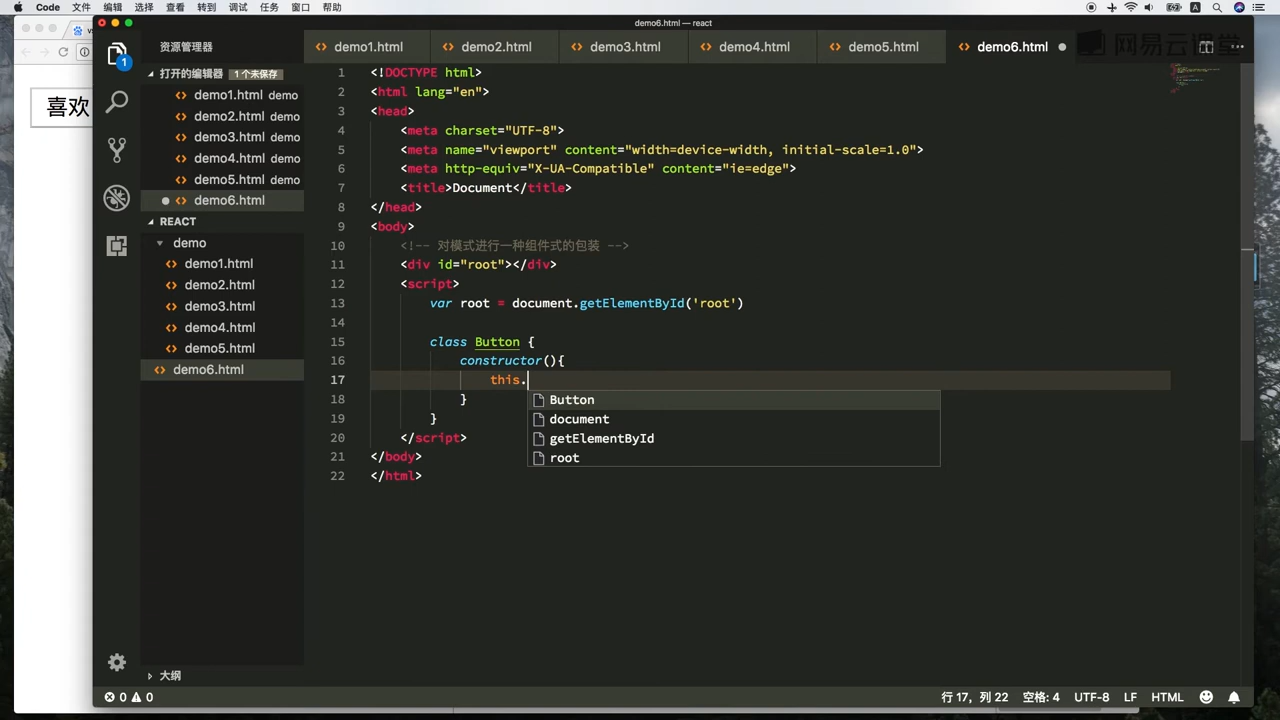 Code 文件 编辑 选择 查看 转到 调试 任务 窗口 帮助
demo6.html — react
资源管理器
demo1.html
demo2.html
demo3.html
demo4.html
demo5.html
demo6.html
网易云课堂
打开的编辑器 1 个未保存
demo1.html demo
demo2.html demo
demo3.html demo
demo4.html demo
demo5.html demo
demo6.html
REACT
demo
demo1.html
demo2.html
demo3.html
demo4.html
demo5.html
demo6.html
大纲
喜欢
1
1 <!DOCTYPE html>
2 <html lang="en">
3 <head>
4 <meta charset="UTF-8">
5 <meta name="viewport" content="width=device-width, initial-scale=1.0">
6 <meta http-equiv="X-UA-Compatible" content="ie=edge">
7 <title>Document</title>
8 </head>
9 <body>
10 <!-- 对模式进行一种组件式的包装 -->
11 <div id="root"></div>
12 <script>
13 var root = document.getElementById('root')
14
15 class Button {
16 constructor(){
17 this.
18 }
19 }
20 </script>
21 </body>
22 </html>
Button
document
getElementById
root
0 0
行 17，列 22 空格: 4 UTF-8 LF HTML